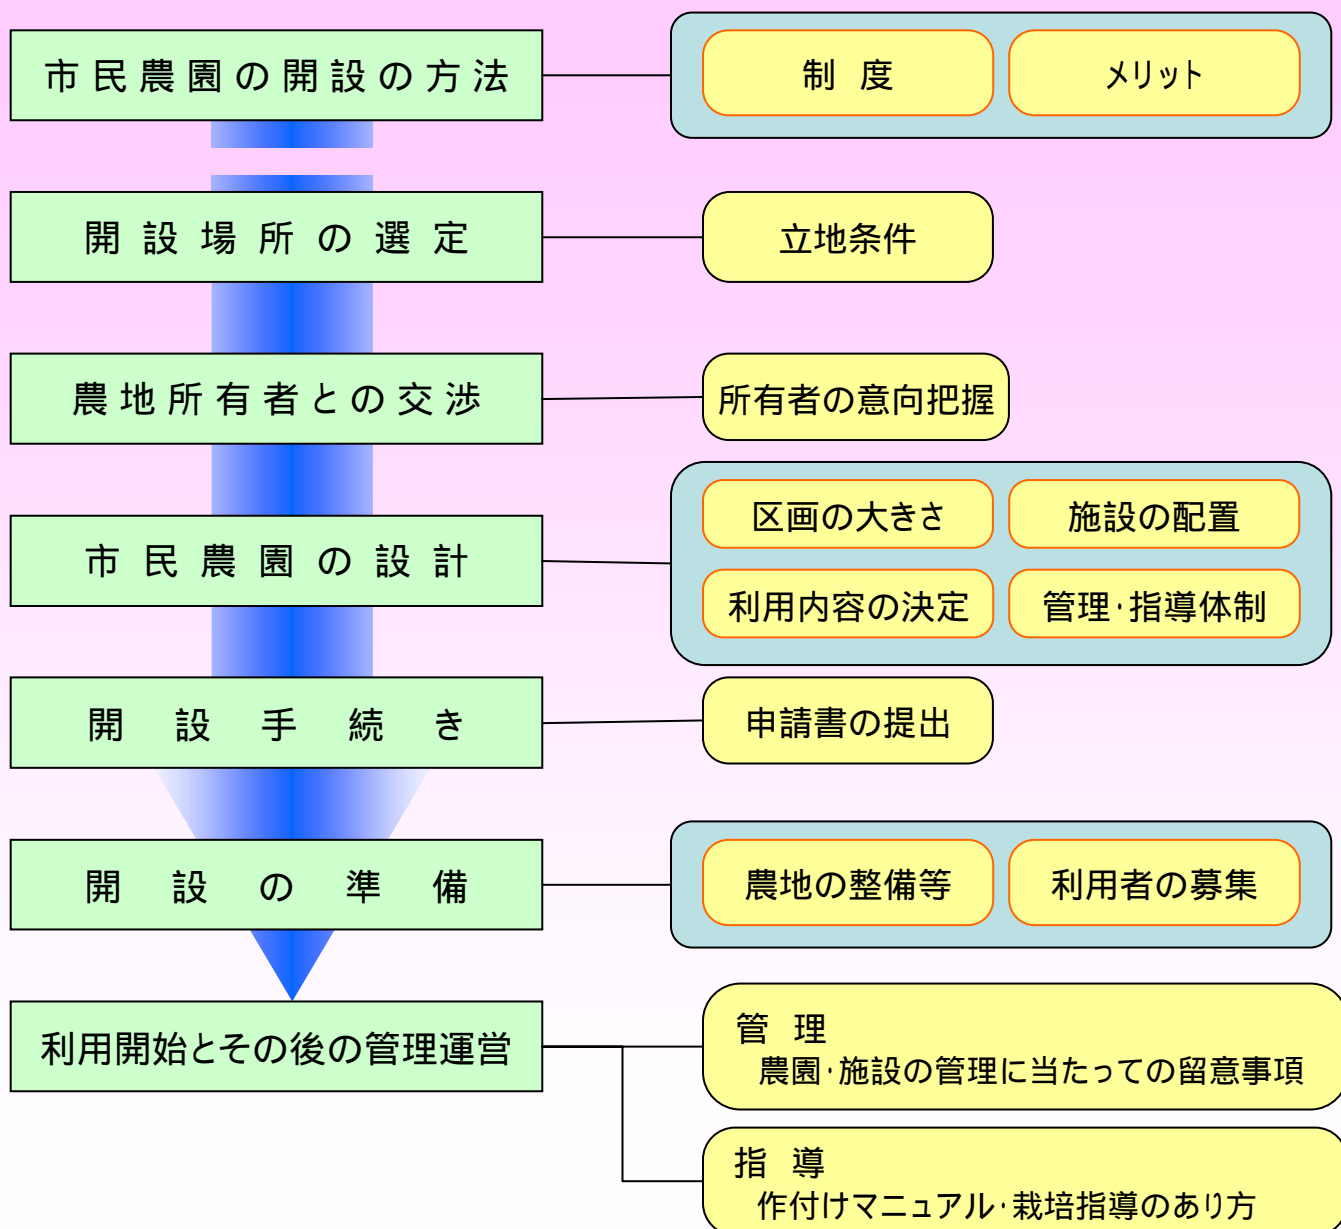 市民農園の開設の方法
制度
メリット
開設場所の選定
立地条件
農地所有者との交渉
所有者の意向把握
市民農園の設計
区画の大きさ
施設の配置
利用内容の決定
管理・指導体制
開設手続き
申請書の提出
開設の準備
農地の整備等
利用者の募集
利用開始とその後の管理運営
管理
農園・施設の管理に当たっての留意事項
指導
作付けマニュアル・栽培指導のあり方